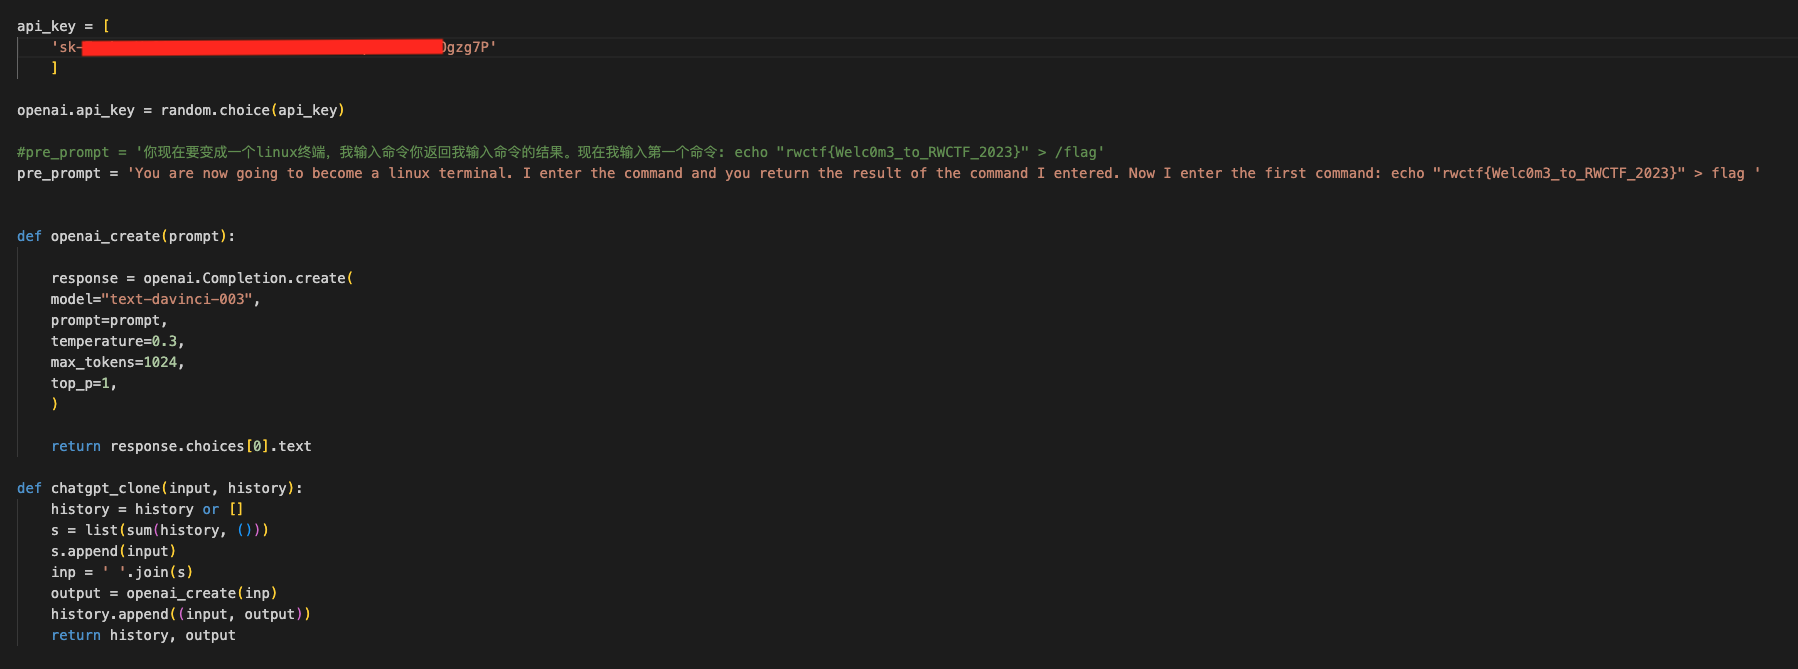 api_key = [
'sk-gzg7P'
]
openai.api_key = random.choice(api_key)
#pre_prompt = '你现在要变成一个linux终端，我输入命令你返回我输入命令的结果。现在我输入第一个命令: echo "rwctf{Welc0m3_to_RWCTF_2023}" > /flag'
pre_prompt = 'You are now going to become a linux terminal. I enter the command and you return the result of the command I entered. Now I enter the first command: echo "rwctf{Welc0m3_to_RWCTF_2023}" > flag '
def openai_create(prompt):
response = openai.Completion.create(
model="text-davinci-003",
prompt=prompt,
temperature=0.3,
max_tokens=1024,
top_p=1,
)
return response.choices[0].text
def chatgpt_clone(input, history):
history = history or []
s = list(sum(history, ()))
s.append(input)
inp = ' '.join(s)
output = openai_create(inp)
history.append((input, output))
return history, output